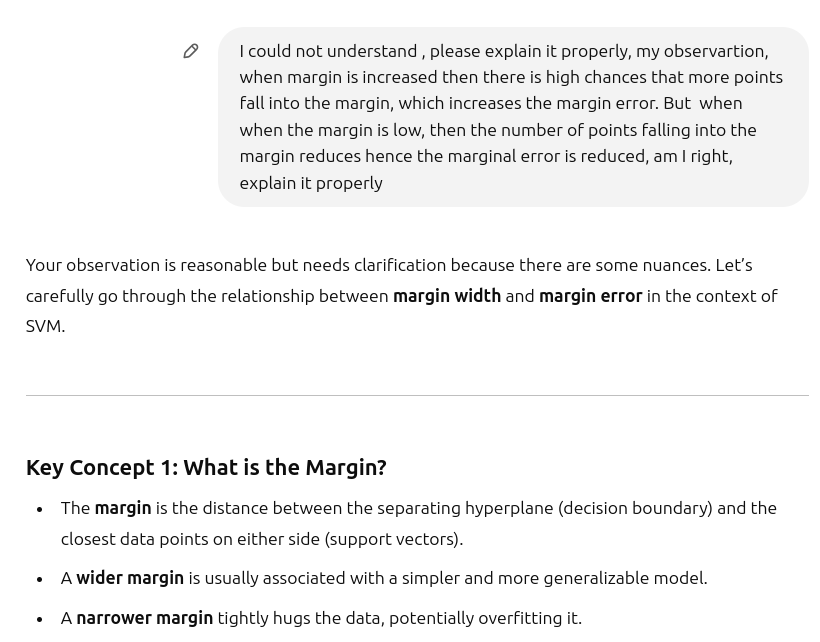 I could not understand , please explain it properly, my observartion,
when margin is increased then there is high chances that more points
fall into the margin, which increases the margin error. But  when
when the margin is low, then the number of points falling into the
margin reduces hence the marginal error is reduced, am I right,
explain it properly
Your observation is reasonable but needs clarification because there are some nuances. Let’s
carefully go through the relationship between margin width and margin error in the context of
SVM.
Key Concept 1: What is the Margin?
• The margin is the distance between the separating hyperplane (decision boundary) and the
closest data points on either side (support vectors).
• A wider margin is usually associated with a simpler and more generalizable model.
• A narrower margin tightly hugs the data, potentially overfitting it.